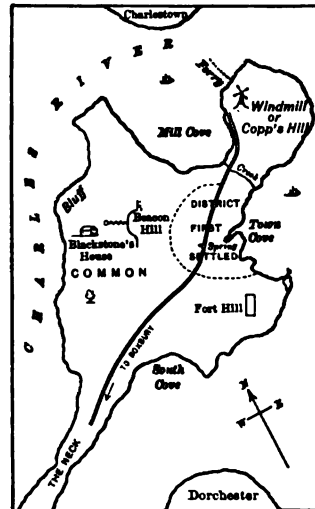 Charlestown
CHARLES RIVER
Ferry
Windmill
or
Copp's Hill
Mill Cove
Creek
Bluff
Beacon
Hill
Blackstone's
House
COMMON
DISTRICT
FIRST
Spring
SETTLED
Town
Cove
Fort Hill
TO ROXBURY
South
Cove
THE NECK
N
W
E
Dorchester